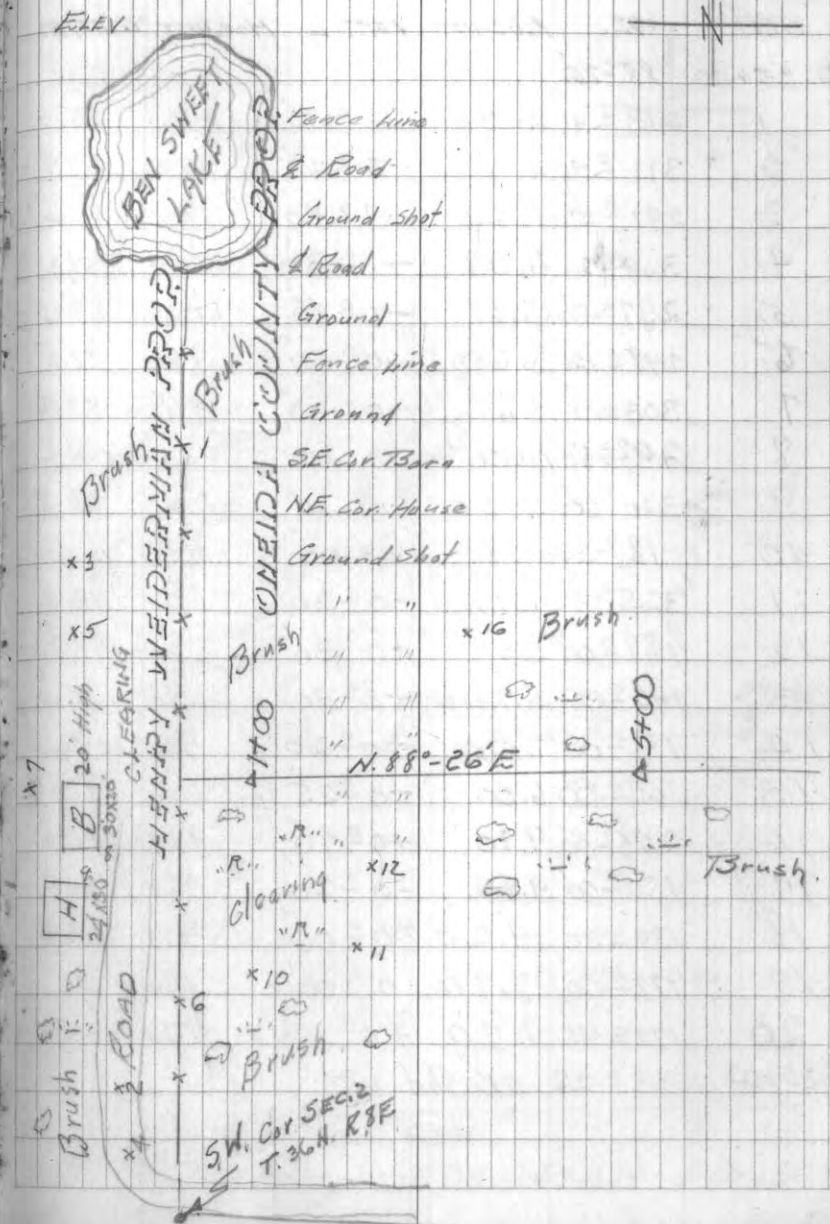 ELEV.
N
BEN SWEET
LAKE
Fence Line
℄ Road
Ground Shot
℄ Road
Ground
Fence Line
Ground
S.E. Cor. Barn
N.E. Cor. House
Ground Shot
" "
" "
" "
" "
" "
" "
HENRY WEIDERMAN PROP.
ONEIDA COUNTY PROP.
Brush
Brush
1
x3
x5
x16 Brush.
Brush
CLEARING
20' High
B
30x20
x7
H
24x30
1+00
5+00
N. 88°-26' E
x12
Clearing
Brush.
x11
x10
x6
ROAD
Brush
Brush
x2
x4
S.W. Cor SEC. 2
T. 36 N. R 8 E